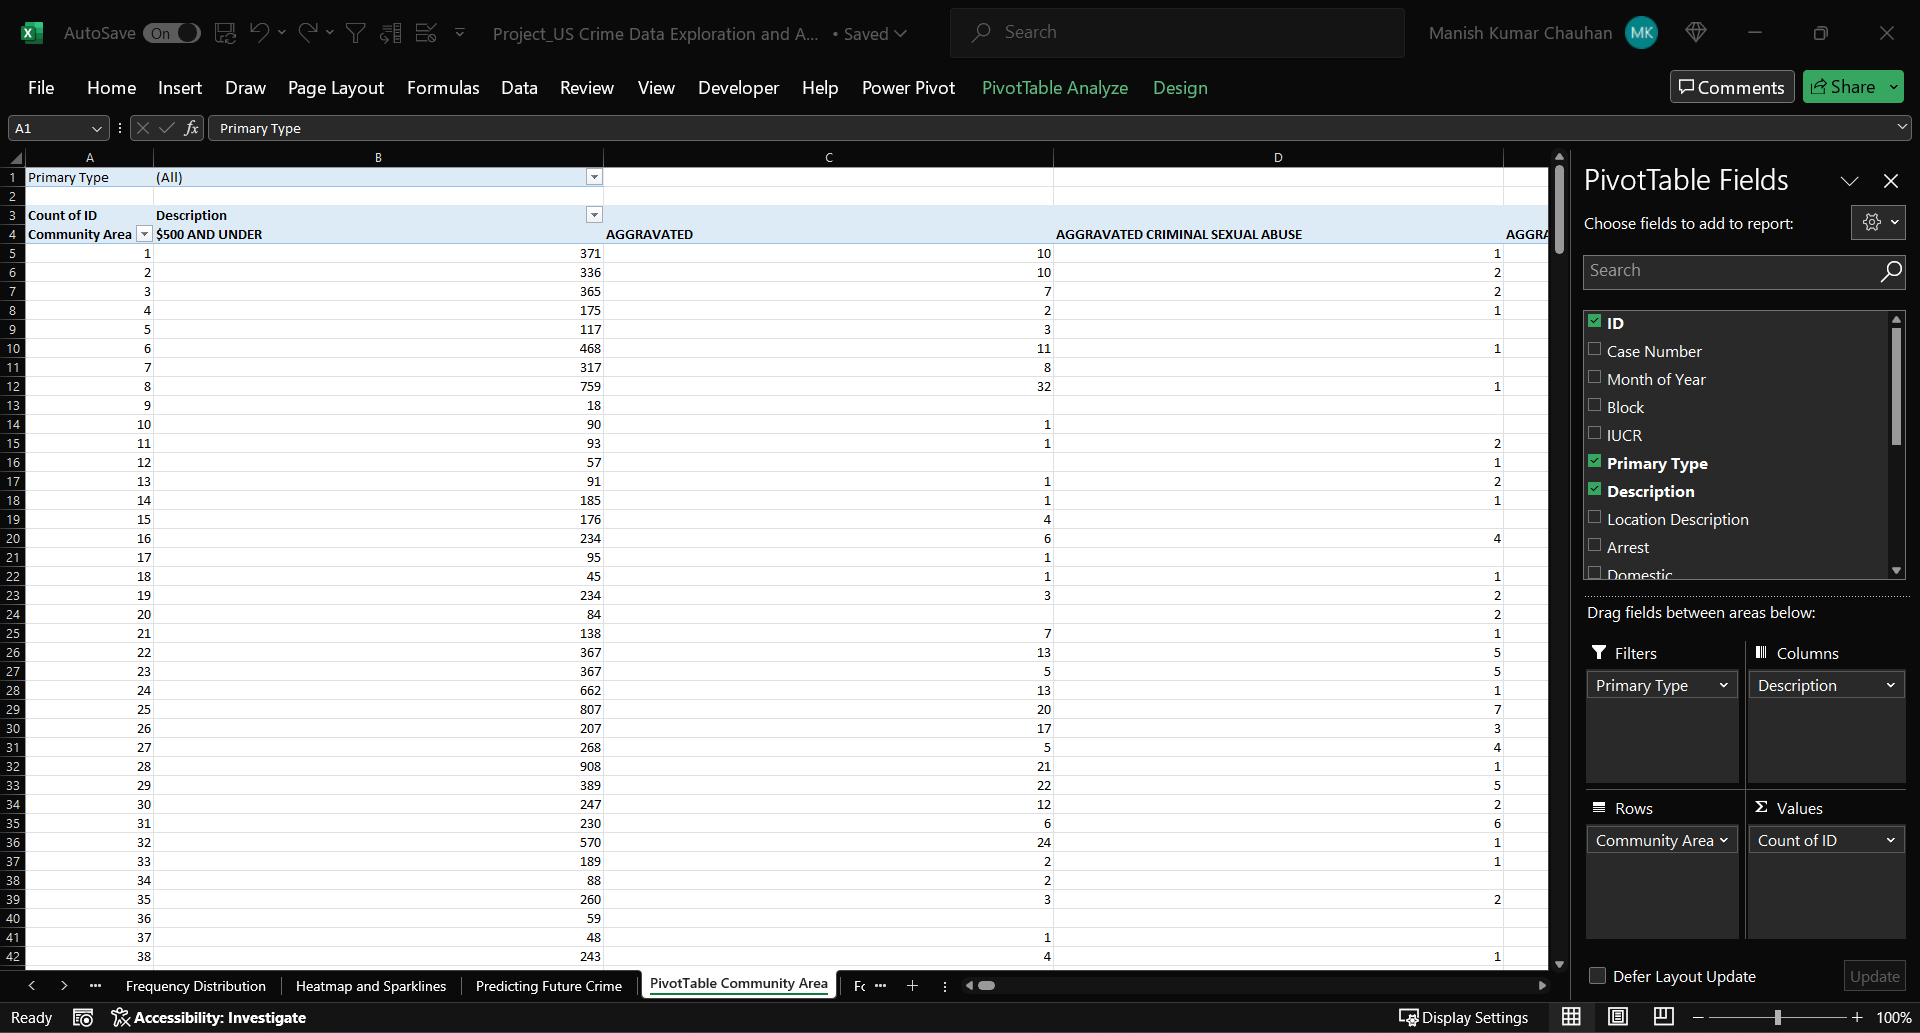 AutoSave On Project_US Crime Data Exploration and A... • Saved Search Manish Kumar Chauhan MK
File Home Insert Draw Page Layout Formulas Data Review View Developer Help Power Pivot PivotTable Analyze Design Comments Share
A1 fx Primary Type
A B C D
1 Primary Type (All)
2
3 Count of ID Description
4 Community Area $500 AND UNDER AGGRAVATED AGGRAVATED CRIMINAL SEXUAL ABUSE AGGRA
5 1 371 10 1
6 2 336 10 2
7 3 365 7 2
8 4 175 2 1
9 5 117 3
10 6 468 11 1
11 7 317 8
12 8 759 32 1
13 9 18
14 10 90 1
15 11 93 1 2
16 12 57 1
17 13 91 1 2
18 14 185 1 1
19 15 176 4
20 16 234 6 4
21 17 95 1
22 18 45 1 1
23 19 234 3 2
24 20 84 2
25 21 138 7 1
26 22 367 13 5
27 23 367 5 5
28 24 662 13 1
29 25 807 20 7
30 26 207 17 3
31 27 268 5 4
32 28 908 21 1
33 29 389 22 5
34 30 247 12 2
35 31 230 6 6
36 32 570 24 1
37 33 189 2 1
38 34 88 2
39 35 260 3 2
40 36 59
41 37 48 1
42 38 243 4 1
PivotTable Fields
Choose fields to add to report:
Search
ID
Case Number
Month of Year
Block
IUCR
Primary Type
Description
Location Description
Arrest
Domestic
Drag fields between areas below:
Filters Columns
Primary Type Description
Rows Values
Community Area Count of ID
Defer Layout Update Update
Frequency Distribution Heatmap and Sparklines Predicting Future Crime PivotTable Community Area Fc
Ready Accessibility: Investigate Display Settings 100%